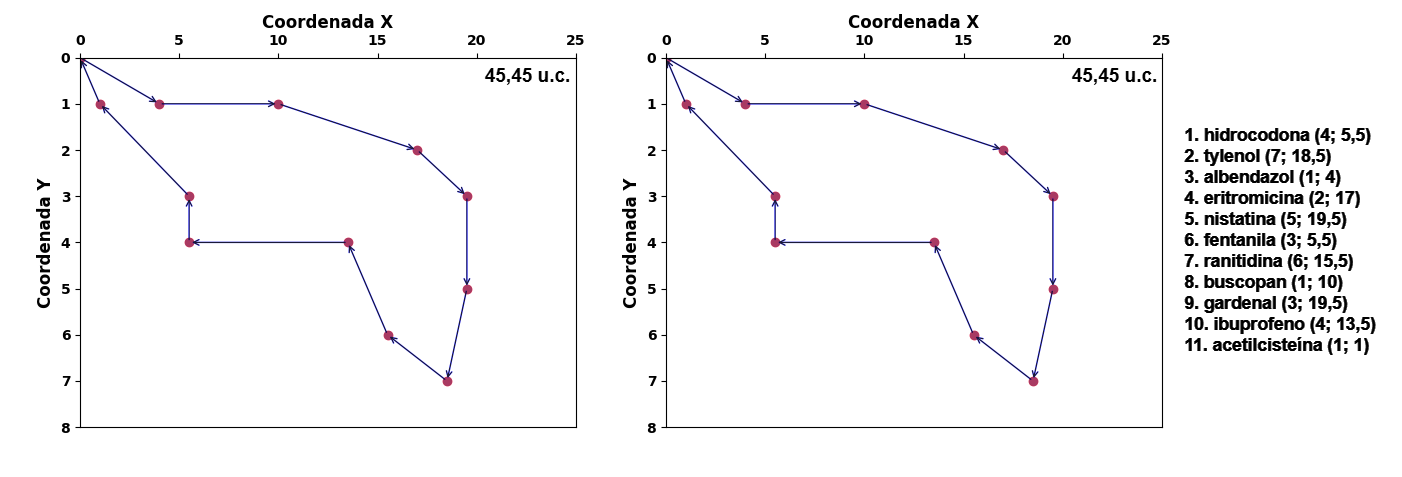 Coordenada X
0 5 10 15 20 25
45,45 u.c.
Coordenada Y
0
1
2
3
4
5
6
7
8
Coordenada X
0 5 10 15 20 25
45,45 u.c.
Coordenada Y
0
1
2
3
4
5
6
7
8
1. hidrocodona (4; 5,5)
2. tylenol (7; 18,5)
3. albendazol (1; 4)
4. eritromicina (2; 17)
5. nistatina (5; 19,5)
6. fentanila (3; 5,5)
7. ranitidina (6; 15,5)
8. buscopan (1; 10)
9. gardenal (3; 19,5)
10. ibuprofeno (4; 13,5)
11. acetilcisteína (1; 1)